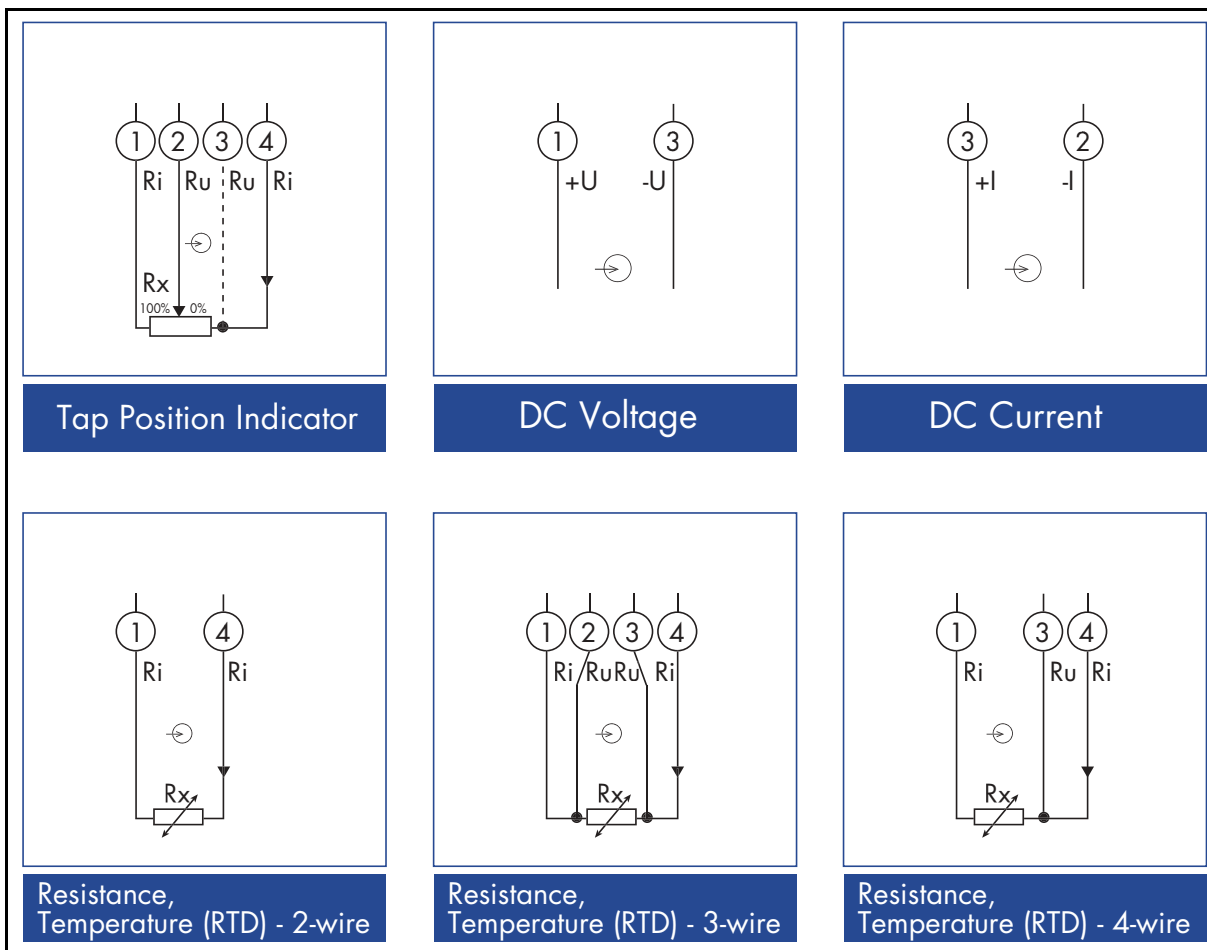 1 2 3 4
Ri Ru Ru Ri
Rx
100% 0%
Tap Position Indicator
1 3
+U -U
DC Voltage
3 2
+I -I
DC Current
1 4
Ri Ri
Rx
Resistance,
Temperature (RTD) - 2-wire
1 2 3 4
Ri Ru Ru Ri
Rx
Resistance,
Temperature (RTD) - 3-wire
1 3 4
Ri Ru Ri
Rx
Resistance,
Temperature (RTD) - 4-wire